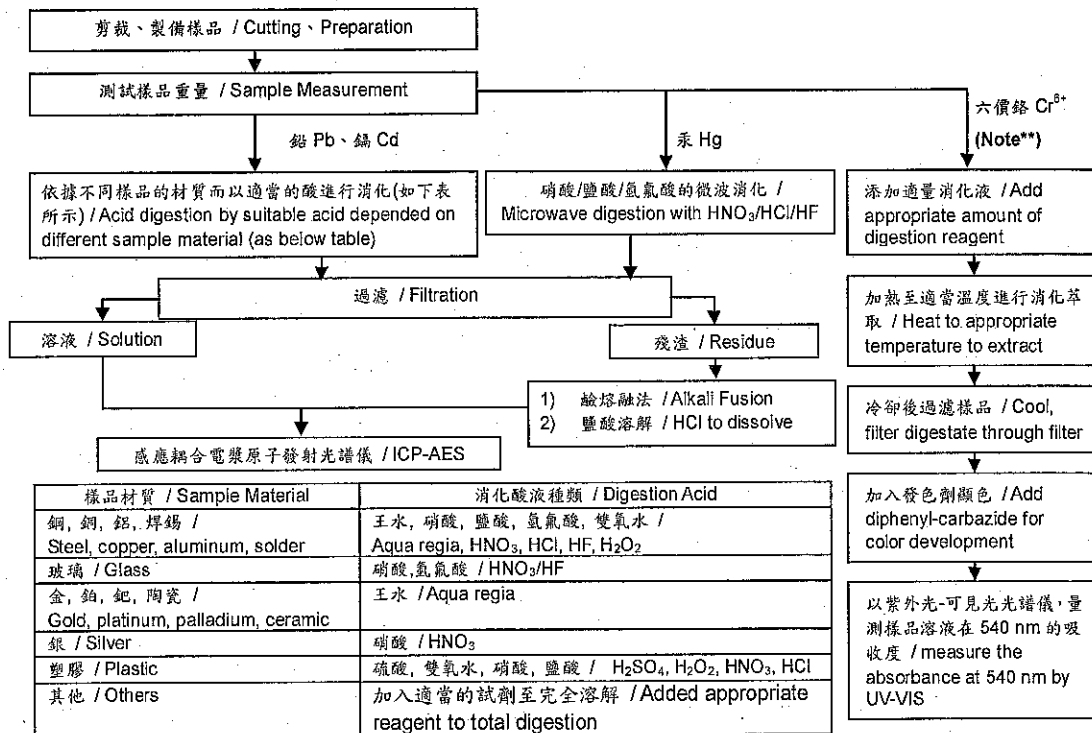 剪裁、製備樣品 / Cutting、Preparation
測試樣品重量 / Sample Measurement
鉛 Pb、鎘 Cd
汞 Hg
六價鉻 Cr⁶⁺
(Note**)
依據不同樣品的材質而以適當的酸進行消化(如下表
所示) / Acid digestion by suitable acid depended on
different sample material (as below table)
硝酸/鹽酸/氫氟酸的微波消化 /
Microwave digestion with HNO₃/HCl/HF
添加適量消化液 / Add
appropriate amount of
digestion reagent
過濾 / Filtration
加熱至適當溫度進行消化萃
取 / Heat to appropriate
temperature to extract
溶液 / Solution
殘渣 / Residue
1) 鹼熔融法 / Alkali Fusion
2) 鹽酸溶解 / HCl to dissolve
冷卻後過濾樣品 / Cool,
filter digestate through filter
感應耦合電漿原子發射光譜儀 / ICP-AES
加入發色劑顯色 / Add
diphenyl-carbazide for
color development
以紫外光-可見光光譜儀，量
測樣品溶液在 540 nm 的吸
收度 / measure the
absorbance at 540 nm by
UV-VIS
樣品材質 / Sample Material
消化酸液種類 / Digestion Acid
鋼, 銅, 鋁, 焊錫 /
Steel, copper, aluminum, solder
王水, 硝酸, 鹽酸, 氫氟酸, 雙氧水 /
Aqua regia, HNO₃, HCl, HF, H₂O₂
玻璃 / Glass
硝酸,氫氟酸 / HNO₃/HF
金, 鉑, 鈀, 陶瓷 /
Gold, platinum, palladium, ceramic
王水 / Aqua regia
銀 / Silver
硝酸 / HNO₃
塑膠 / Plastic
硫酸, 雙氧水, 硝酸, 鹽酸 / H₂SO₄, H₂O₂, HNO₃, HCl
其他 / Others
加入適當的試劑至完全溶解 / Added appropriate
reagent to total digestion